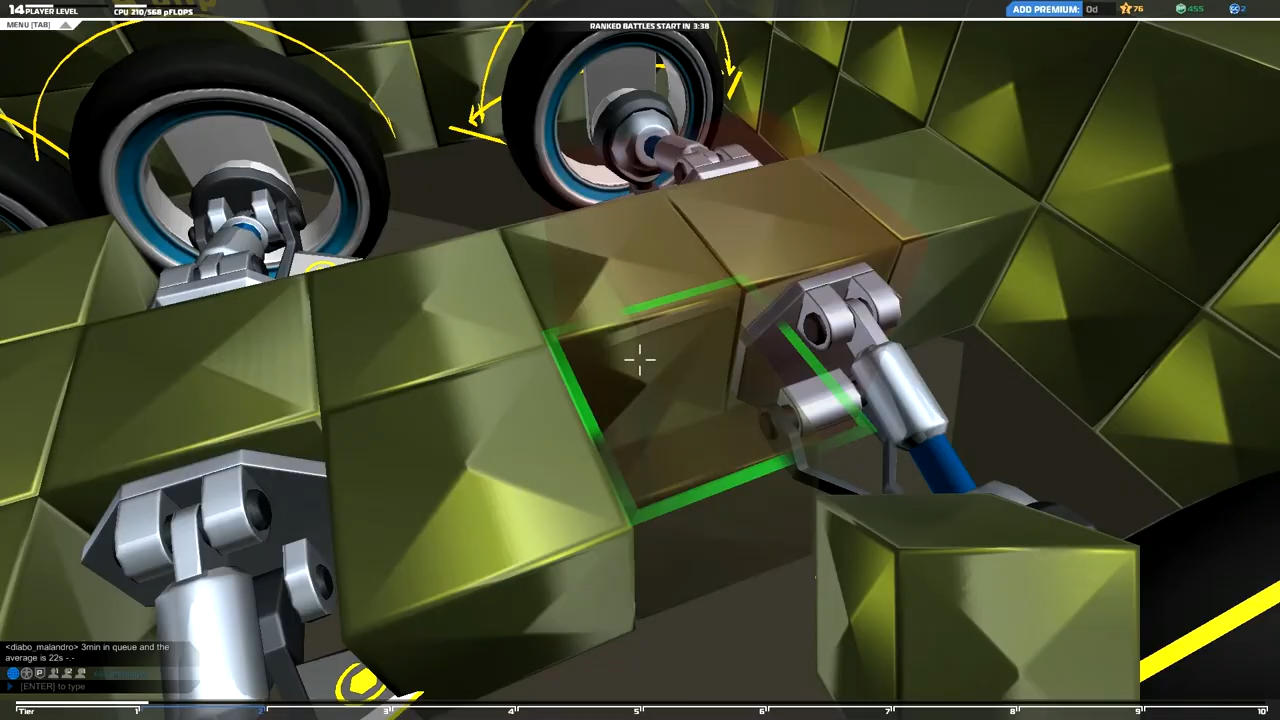 14 PLAYER LEVEL
CPU 210/568 pFLOPS
ADD PREMIUM: 0d
76
455
2
MENU [TAB]
RANKED BATTLES START IN 3:38
<diabo_malandro> 3min in queue and the
average is 22s -.-
[ENTER] to type
Tier 1 2 3 4 5 6 7 8 9 10